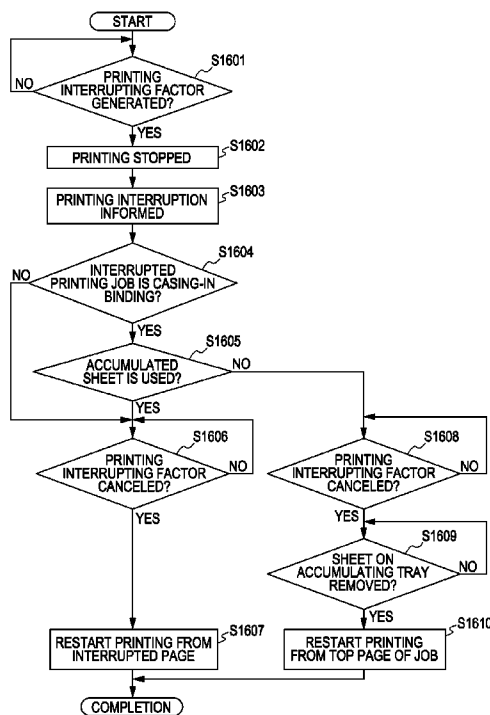 START
S1601
PRINTING
INTERRUPTING FACTOR
GENERATED?
NO
YES
S1602
PRINTING STOPPED
S1603
PRINTING INTERRUPTION
INFORMED
S1604
INTERRUPTED
PRINTING JOB IS CASING-IN
BINDING?
NO
YES
S1605
ACCUMULATED
SHEET IS USED?
NO
YES
S1606
PRINTING
INTERRUPTING FACTOR
CANCELED?
NO
YES
S1608
PRINTING
INTERRUPTING FACTOR
CANCELED?
NO
YES
S1609
SHEET ON
ACCUMULATING TRAY
REMOVED?
NO
YES
S1607
RESTART PRINTING FROM
INTERRUPTED PAGE
S1610
RESTART PRINTING
FROM TOP PAGE OF JOB
COMPLETION